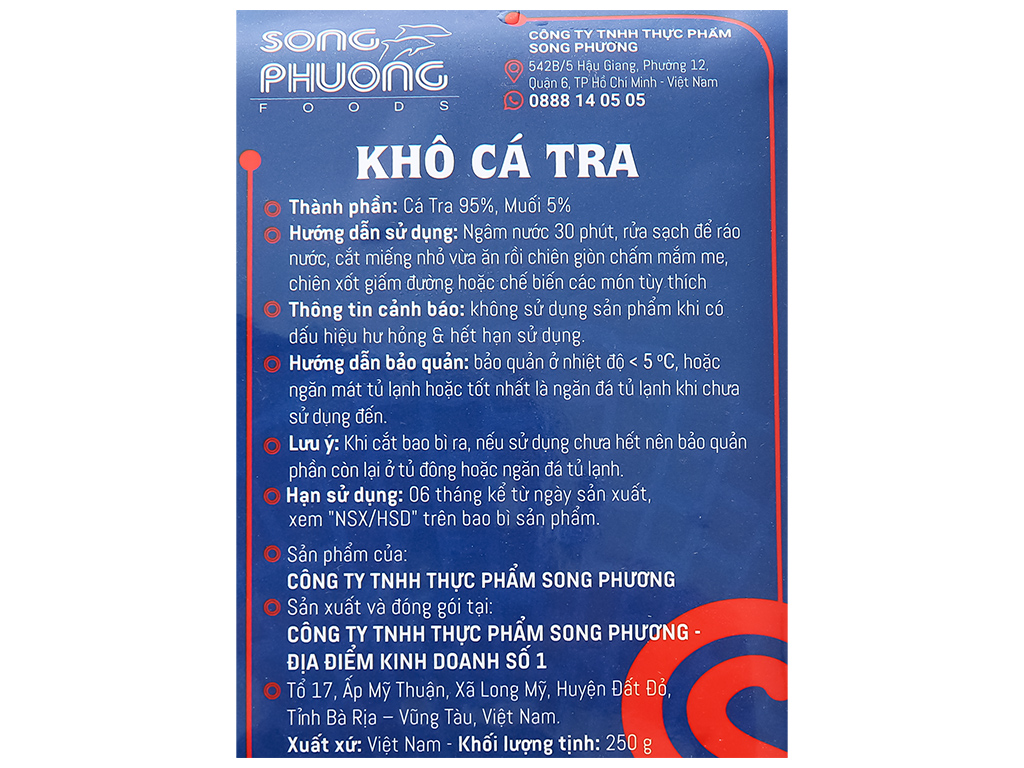 SONG
PHUONG
FOODS
CÔNG TY TNHH THỰC PHẨM
SONG PHƯƠNG
542B/5 Hậu Giang, Phường 12,
Quận 6, TP Hồ Chí Minh - Việt Nam
0888 14 05 05
KHÔ CÁ TRA
Thành phần: Cá Tra 95%, Muối 5%
Hướng dẫn sử dụng: Ngâm nước 30 phút, rửa sạch để ráo
nước, cắt miếng nhỏ vừa ăn rồi chiên giòn chấm mắm me,
chiên xốt giấm đường hoặc chế biến các món tùy thích
Thông tin cảnh báo: không sử dụng sản phẩm khi có
dấu hiệu hư hỏng & hết hạn sử dụng.
Hướng dẫn bảo quản: bảo quản ở nhiệt độ < 5 ºC, hoặc
ngăn mát tủ lạnh hoặc tốt nhất là ngăn đá tủ lạnh khi chưa
sử dụng đến.
Lưu ý: Khi cắt bao bì ra, nếu sử dụng chưa hết nên bảo quản
phần còn lại ở tủ đông hoặc ngăn đá tủ lạnh.
Hạn sử dụng: 06 tháng kể từ ngày sản xuất,
xem "NSX/HSD" trên bao bì sản phẩm.
Sản phẩm của:
CÔNG TY TNHH THỰC PHẨM SONG PHƯƠNG
Sản xuất và đóng gói tại:
CÔNG TY TNHH THỰC PHẨM SONG PHƯƠNG -
ĐỊA ĐIỂM KINH DOANH SỐ 1
Tổ 17, Ấp Mỹ Thuận, Xã Long Mỹ, Huyện Đất Đỏ,
Tỉnh Bà Rịa – Vũng Tàu, Việt Nam.
Xuất xứ: Việt Nam - Khối lượng tịnh: 250 g